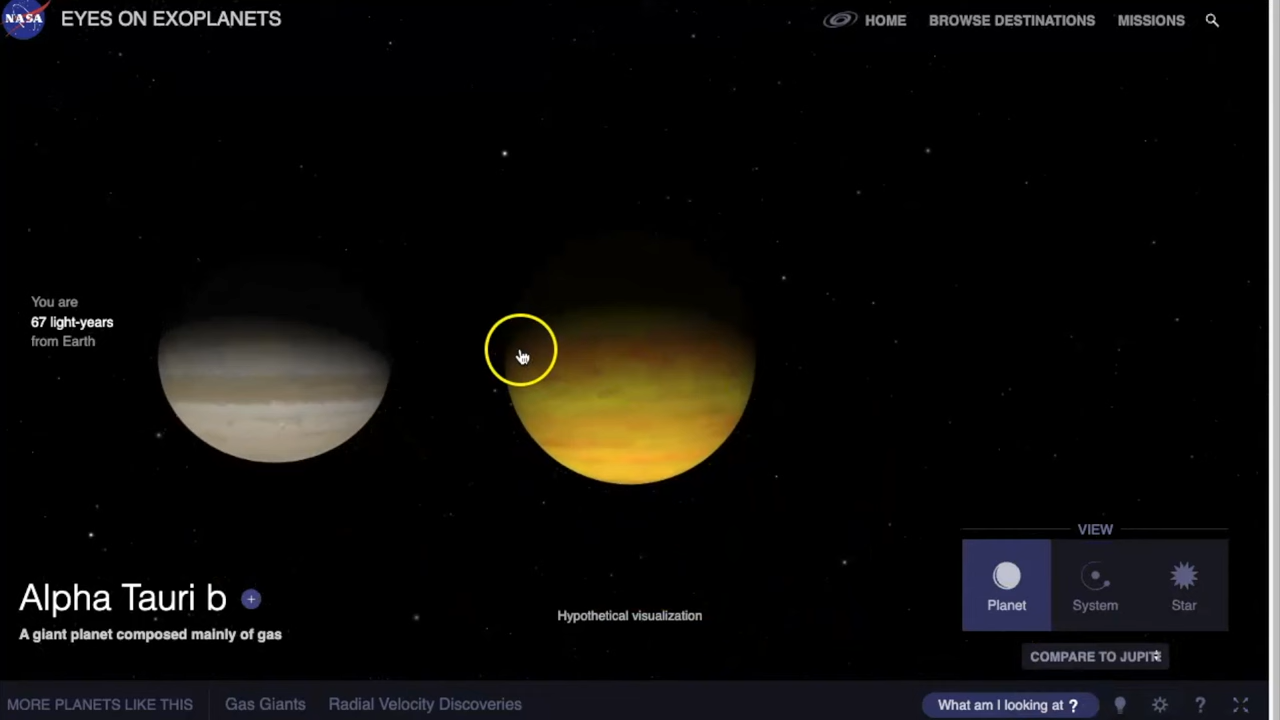 NASA
EYES ON EXOPLANETS
HOME
BROWSE DESTINATIONS
MISSIONS
You are
67 light-years
from Earth
VIEW
Planet
System
Star
Alpha Tauri b +
A giant planet composed mainly of gas
Hypothetical visualization
COMPARE TO
MORE PLANETS LIKE THIS
Gas Giants
Radial Velocity Discoveries
What am I looking at ?
?